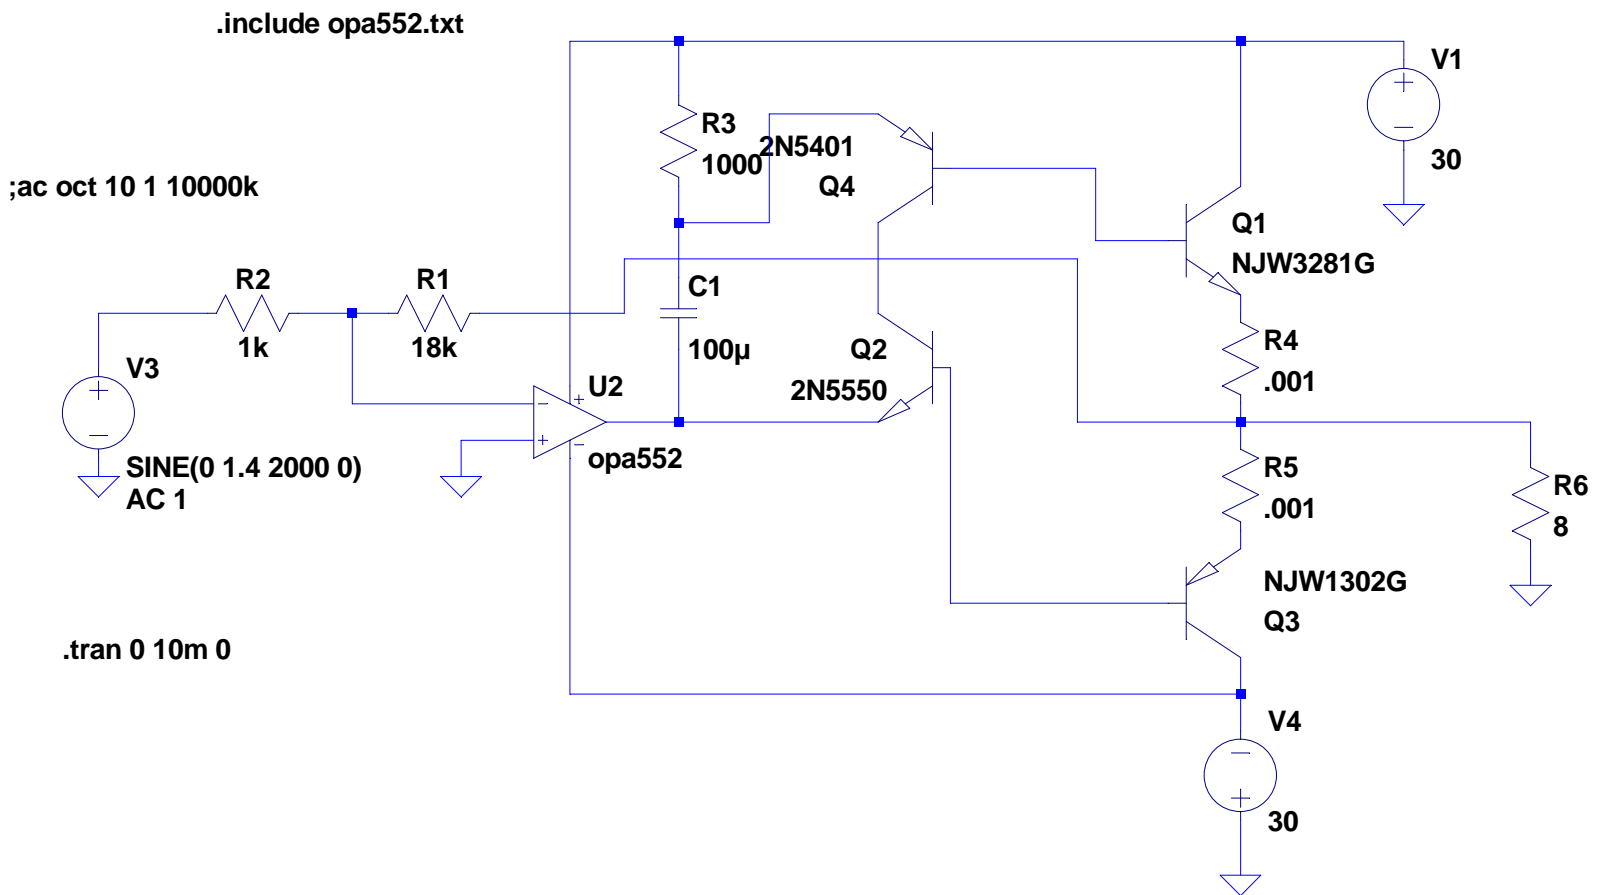 .include opa552.txt
V1
30
R3
1000
2N5401
Q4
;ac oct 10 1 10000k
Q1
NJW3281G
R2
1k
R1
18k
C1
100µ
V3
SINE(0 1.4 2000 0)
AC 1
U2
opa552
Q2
2N5550
R4
.001
R5
.001
R6
8
NJW1302G
Q3
.tran 0 10m 0
V4
30